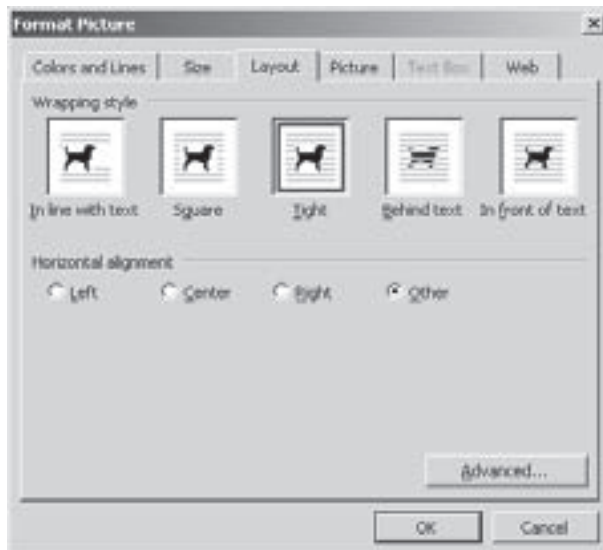 Format Picture
Colors and Lines Size Layout Picture Text Box Web
Wrapping style
In line with text Square Tight Behind text In front of text
Horizontal alignment
Left Center Right Other
Advanced...
OK Cancel